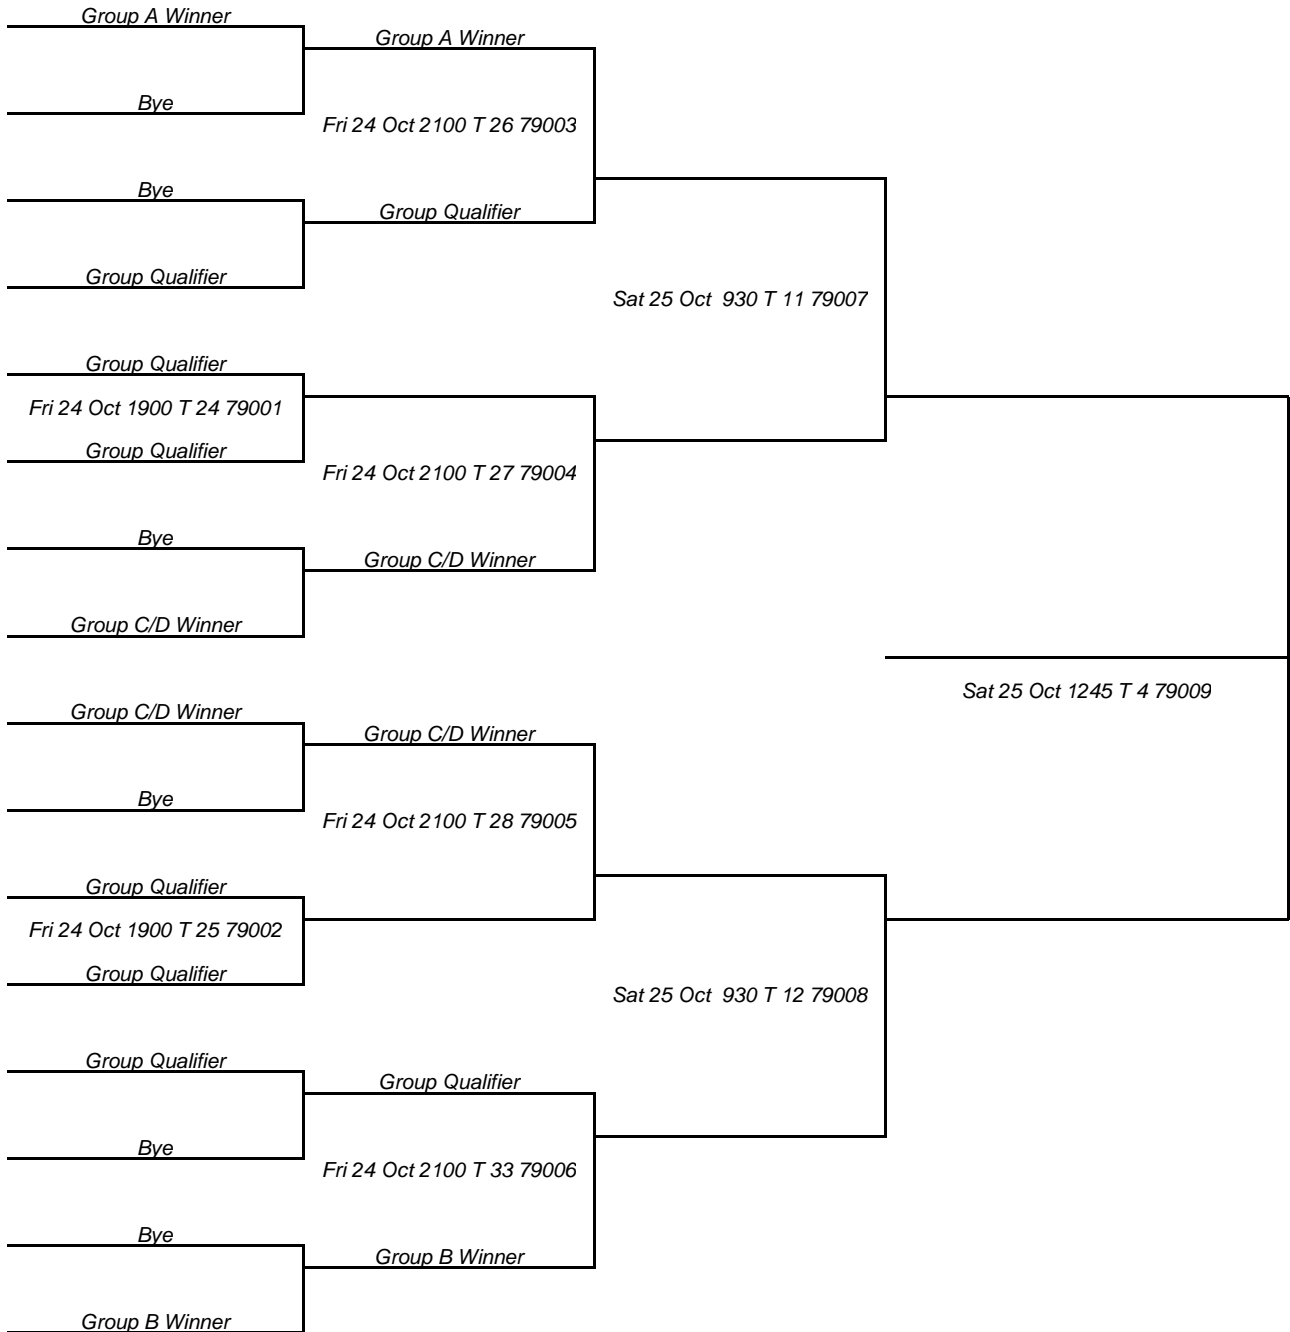 Group A Winner
Group A Winner
Bye
Fri 24 Oct 2100 T 26 79003
Bye
Group Qualifier
Group Qualifier
Sat 25 Oct  930 T 11 79007
Group Qualifier
Fri 24 Oct 1900 T 24 79001
Group Qualifier
Fri 24 Oct 2100 T 27 79004
Bye
Group C/D Winner
Group C/D Winner
Sat 25 Oct 1245 T 4 79009
Group C/D Winner
Group C/D Winner
Bye
Fri 24 Oct 2100 T 28 79005
Group Qualifier
Fri 24 Oct 1900 T 25 79002
Group Qualifier
Sat 25 Oct  930 T 12 79008
Group Qualifier
Group Qualifier
Bye
Fri 24 Oct 2100 T 33 79006
Bye
Group B Winner
Group B Winner